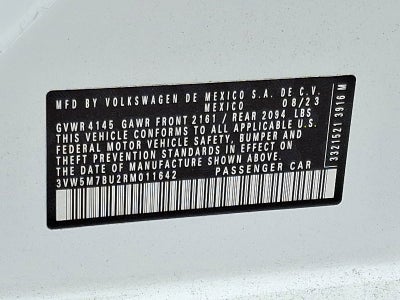 MFD BY VOLKSWAGEN DE MEXICO S.A. DE C.V.
MEXICO 08/23
GVWR 4145 GAWR FRONT 2161 / REAR 2094 LBS
THIS VEHICLE CONFORMS TO ALL APPLICABLE U.S.
FEDERAL MOTOR VEHICLE SAFETY, BUMPER AND
THEFT PREVENTION STANDARDS IN EFFECT ON
THE DATE OF MANUFACTURE SHOWN ABOVE.
3VW5M7BU2RM011642 PASSENGER CAR
3321521 3916 M